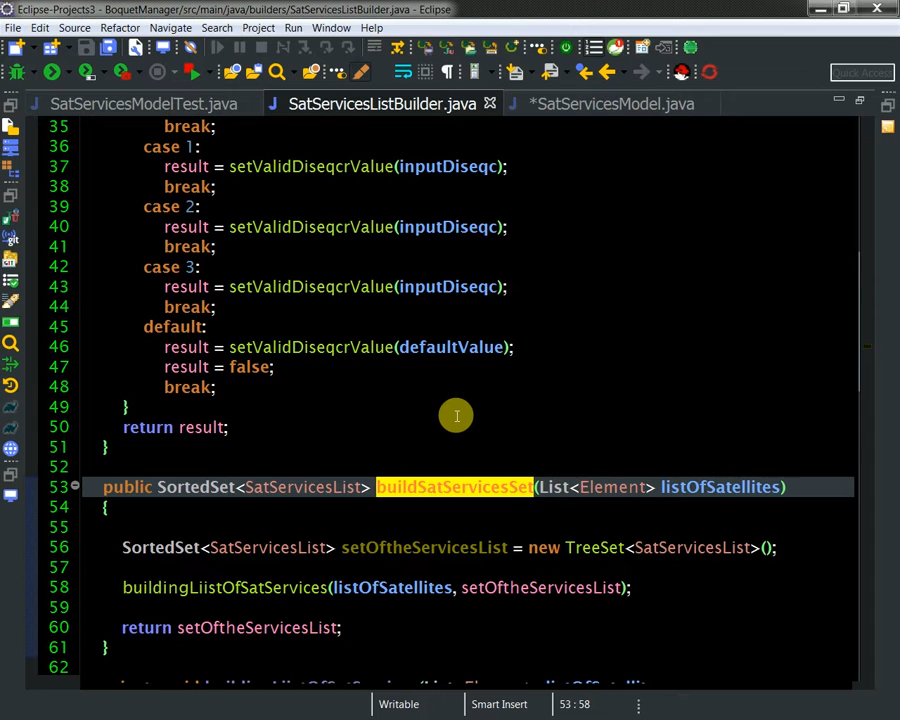 Eclipse-Projects3 - BoquetManager/src/main/java/builders/SatServicesListBuilder.java - Eclipse
File Edit Source Refactor Navigate Search Project Run Window Help
Quick Access
SatServicesModelTest.java SatServicesListBuilder.java *SatServicesModel.java
35 break;
36 case 1:
37 result = setValidDiseqcrValue(inputDiseqc);
38 break;
39 case 2:
40 result = setValidDiseqcrValue(inputDiseqc);
41 break;
42 case 3:
43 result = setValidDiseqcrValue(inputDiseqc);
44 break;
45 default:
46 result = setValidDiseqcrValue(defaultValue);
47 result = false;
48 break;
49 }
50 return result;
51 }
52
53 public SortedSet<SatServicesList> buildSatServicesSet(List<Element> listOfSatellites)
54 {
55
56 SortedSet<SatServicesList> setOftheServicesList = new TreeSet<SatServicesList>();
57
58 buildingLiistOfSatServices(listOfSatellites, setOftheServicesList);
59
60 return setOftheServicesList;
61 }
62
Writable Smart Insert 53 : 58